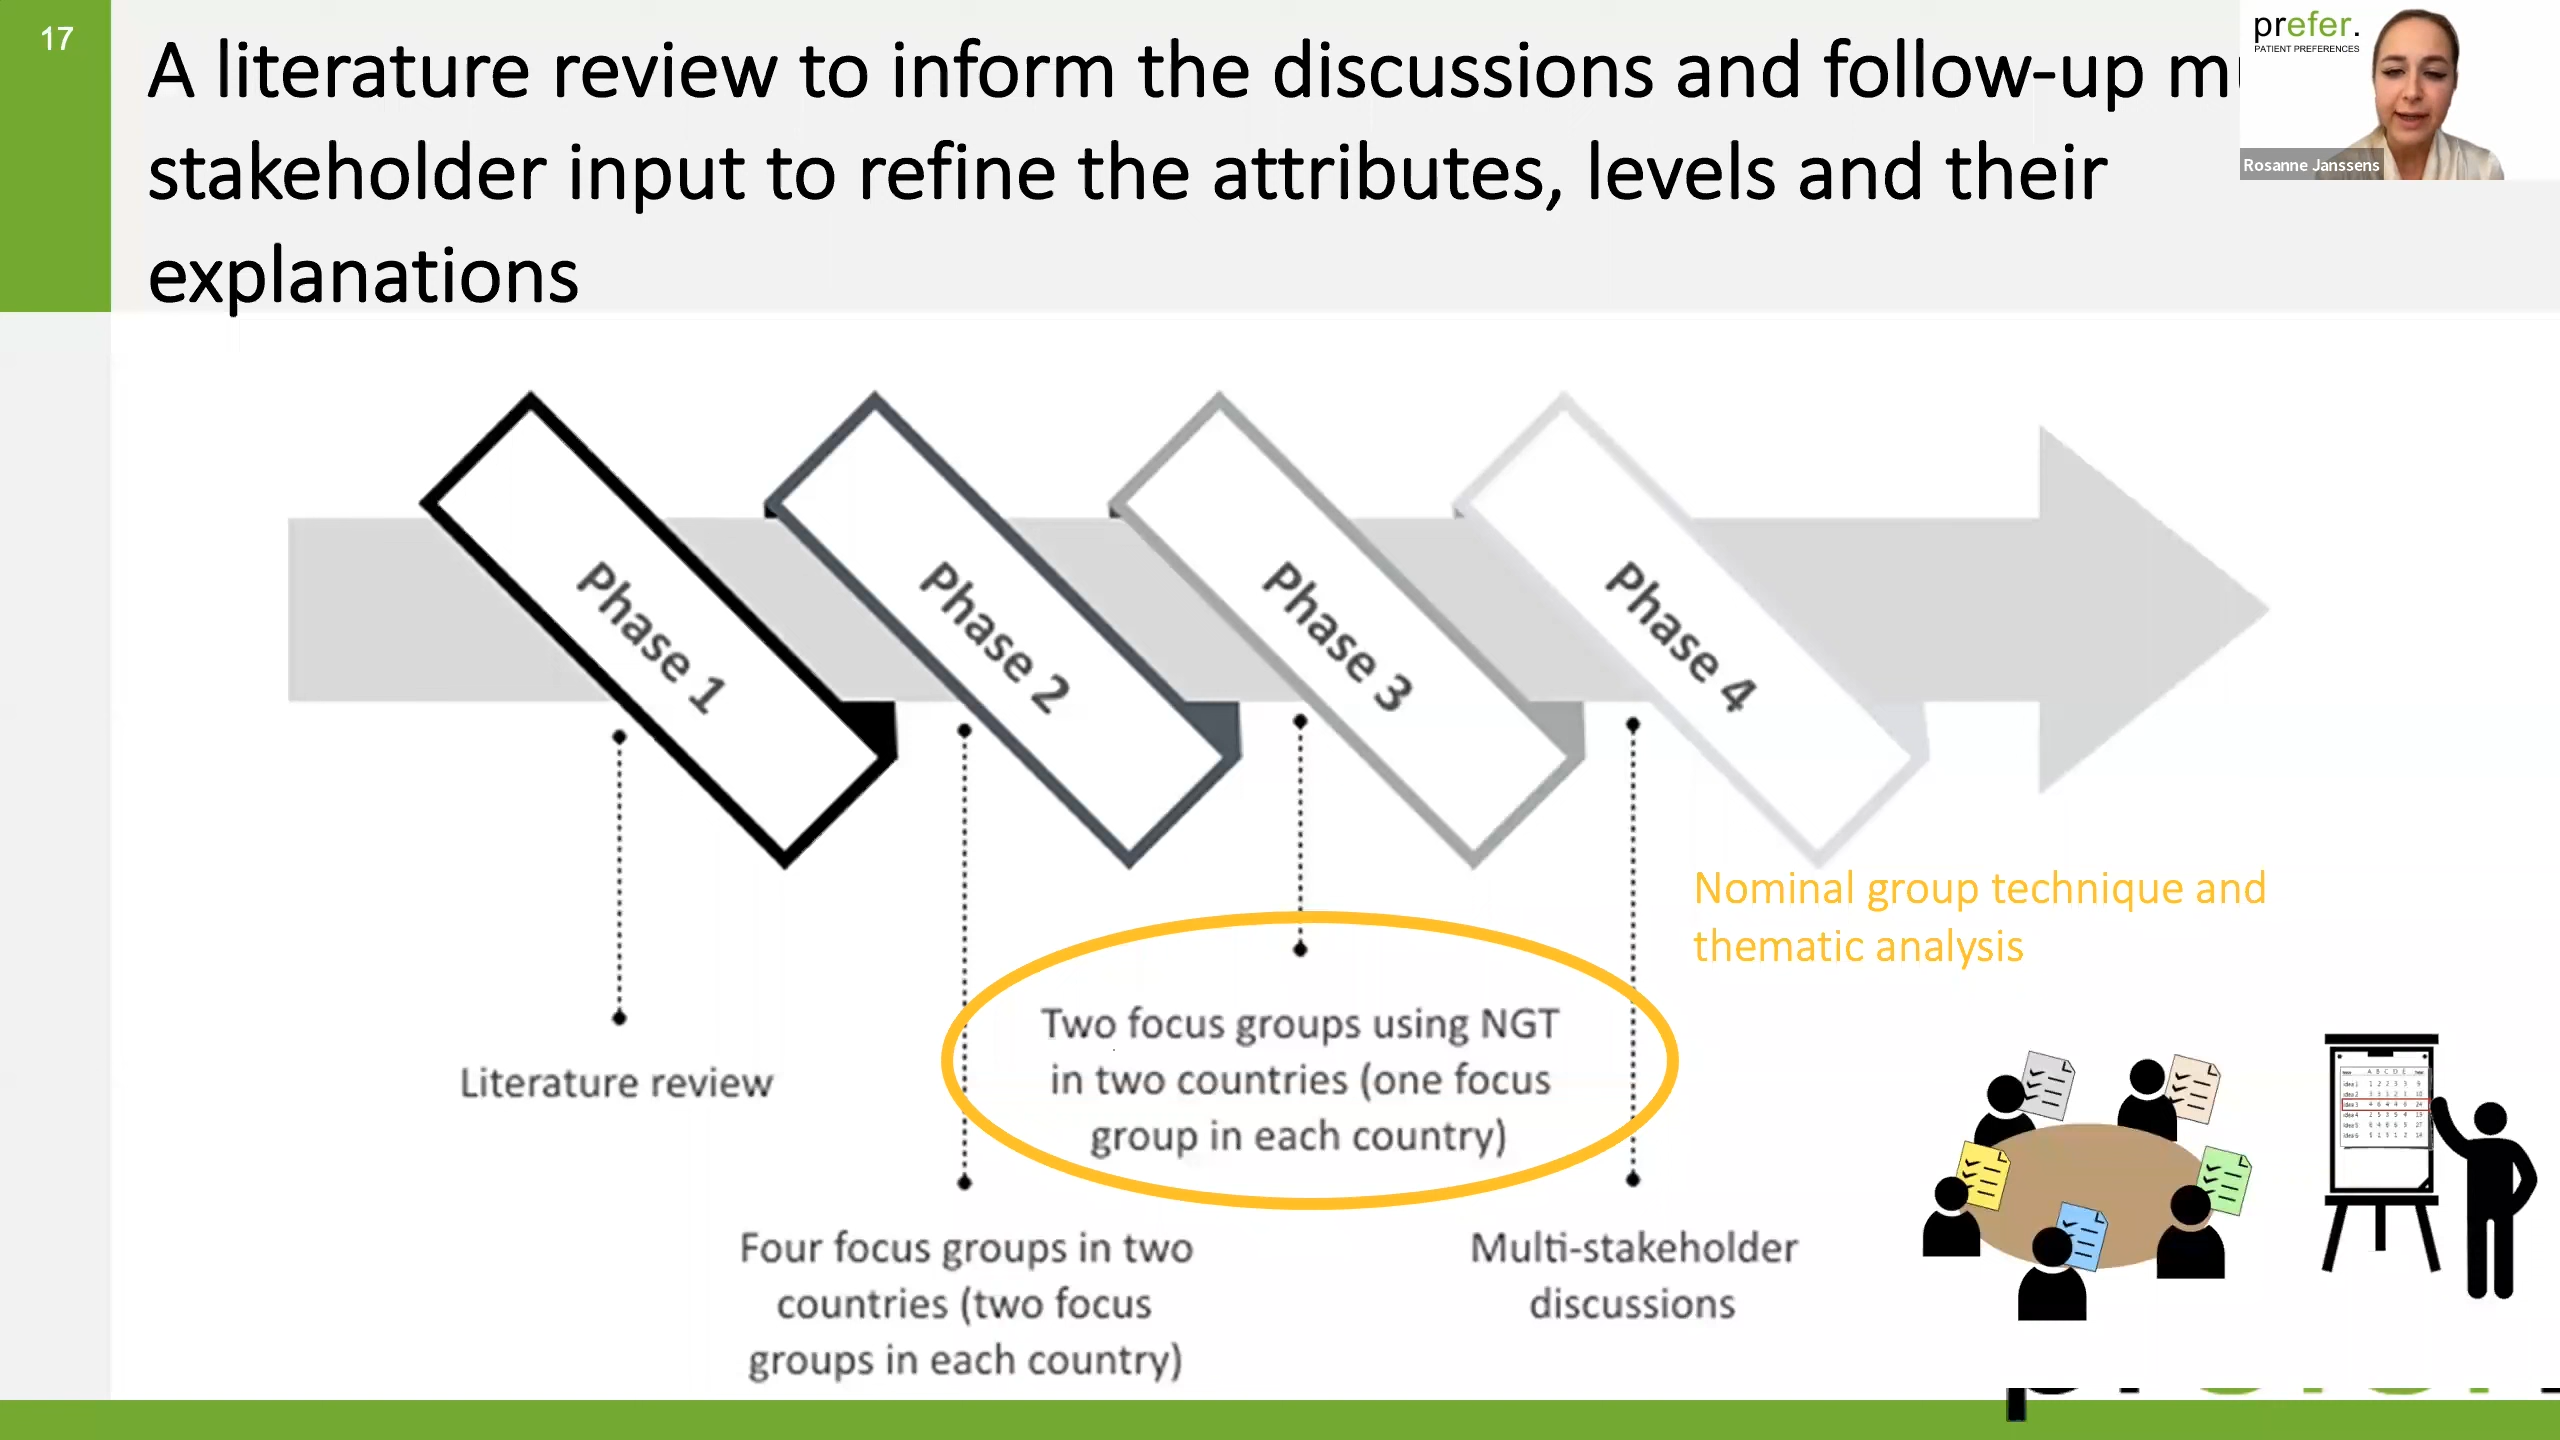 17
A literature review to inform the discussions and follow-up
stakeholder input to refine the attributes, levels and their
explanations
prefer.
PATIENT PREFERENCES
Rosanne Janssens
Phase 1
Phase 2
Phase 3
Phase 4
Nominal group technique and
thematic analysis
Two focus groups using NGT
in two countries (one focus
group in each country)
Literature review
Four focus groups in two
countries (two focus
groups in each country)
Multi-stakeholder
discussions